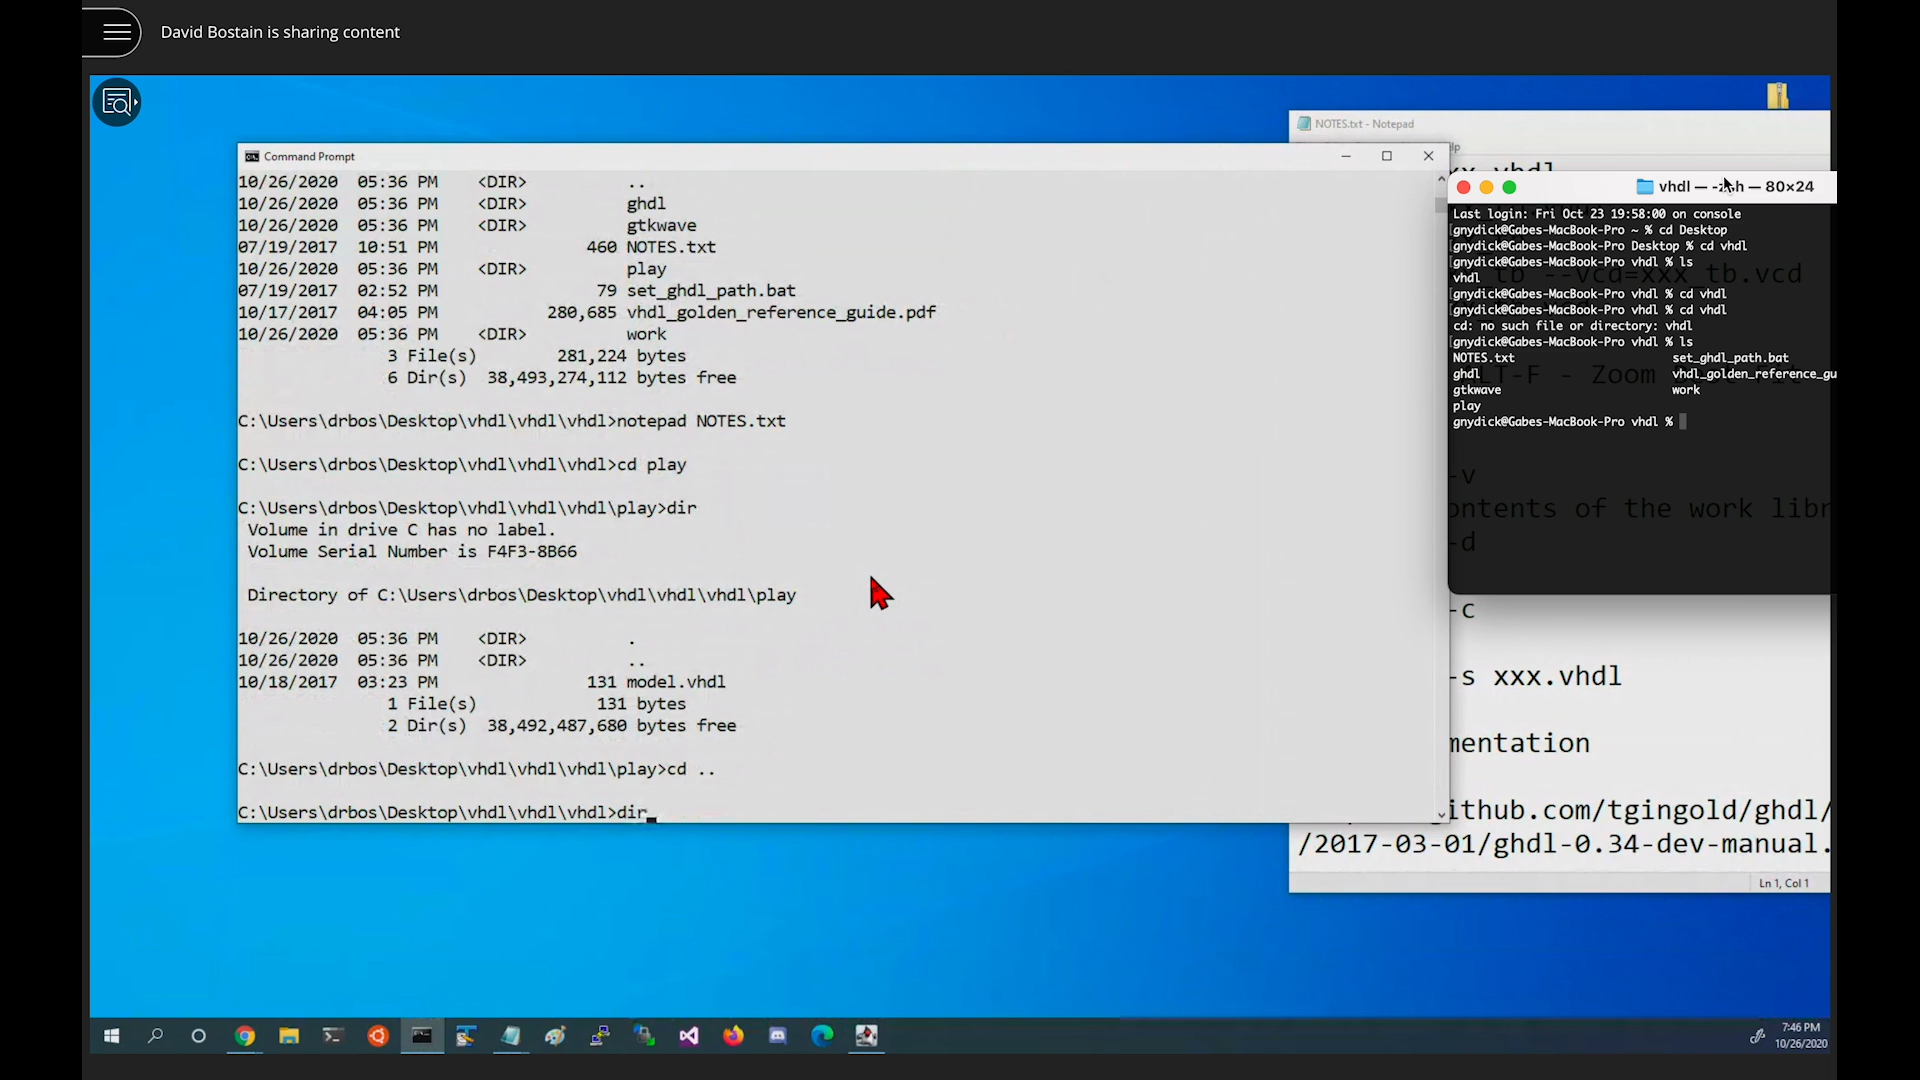 David Bostain is sharing content
Command Prompt
10/26/2020  05:36 PM    <DIR>          ..
10/26/2020  05:36 PM    <DIR>          ghdl
10/26/2020  05:36 PM    <DIR>          gtkwave
07/19/2017  10:51 PM               460 NOTES.txt
10/26/2020  05:36 PM    <DIR>          play
07/19/2017  02:52 PM                79 set_ghdl_path.bat
10/17/2017  04:05 PM           280,685 vhdl_golden_reference_guide.pdf
10/26/2020  05:36 PM    <DIR>          work
               3 File(s)        281,224 bytes
               6 Dir(s)  38,493,274,112 bytes free
C:\Users\drbos\Desktop\vhdl\vhdl\vhdl>notepad NOTES.txt
C:\Users\drbos\Desktop\vhdl\vhdl\vhdl>cd play
C:\Users\drbos\Desktop\vhdl\vhdl\vhdl\play>dir
 Volume in drive C has no label.
 Volume Serial Number is F4F3-8B66
 Directory of C:\Users\drbos\Desktop\vhdl\vhdl\vhdl\play
10/26/2020  05:36 PM    <DIR>          .
10/26/2020  05:36 PM    <DIR>          ..
10/18/2017  03:23 PM               131 model.vhdl
               1 File(s)            131 bytes
               2 Dir(s)  38,492,487,680 bytes free
C:\Users\drbos\Desktop\vhdl\vhdl\vhdl\play>cd ..
C:\Users\drbos\Desktop\vhdl\vhdl\vhdl>dir
NOTES.txt - Notepad
vhdl — -zsh — 80×24
Last login: Fri Oct 23 19:58:00 on console
gnydick@Gabes-MacBook-Pro ~ % cd Desktop
gnydick@Gabes-MacBook-Pro Desktop % cd vhdl
gnydick@Gabes-MacBook-Pro vhdl % ls
vhdl
gnydick@Gabes-MacBook-Pro vhdl % cd vhdl
gnydick@Gabes-MacBook-Pro vhdl % cd vhdl
cd: no such file or directory: vhdl
gnydick@Gabes-MacBook-Pro vhdl % ls
NOTES.txt                   set_ghdl_path.bat
ghdl                        vhdl_golden_reference_gu
gtkwave                     work
play
gnydick@Gabes-MacBook-Pro vhdl %
_tb --vcd=xxx_tb.vcd
LT-F - Zoom Best Fit
-v
ontents of the work libr
-d
-c
-s xxx.vhdl
mentation
ithub.com/tgingold/ghdl/
/2017-03-01/ghdl-0.34-dev-manual.
Ln 1, Col 1
7:46 PM
10/26/2020